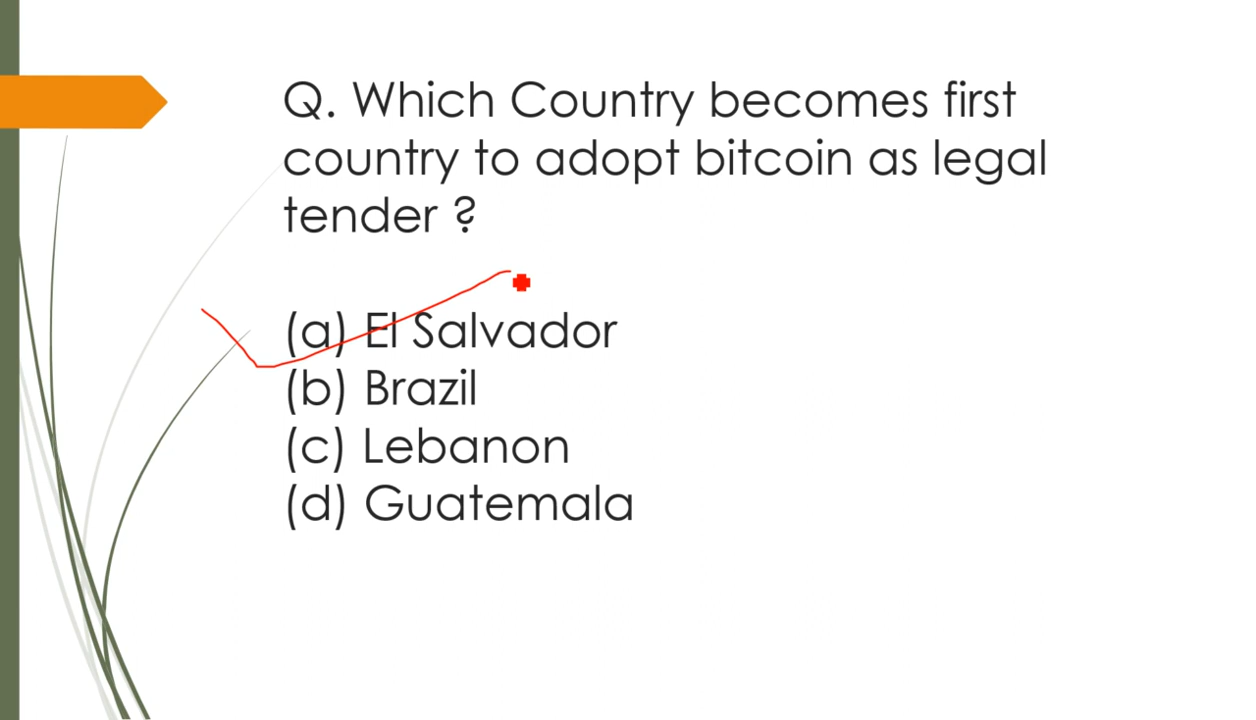 Q. Which Country becomes first
country to adopt bitcoin as legal
tender ?
(a) El Salvador
(b) Brazil
(c) Lebanon
(d) Guatemala